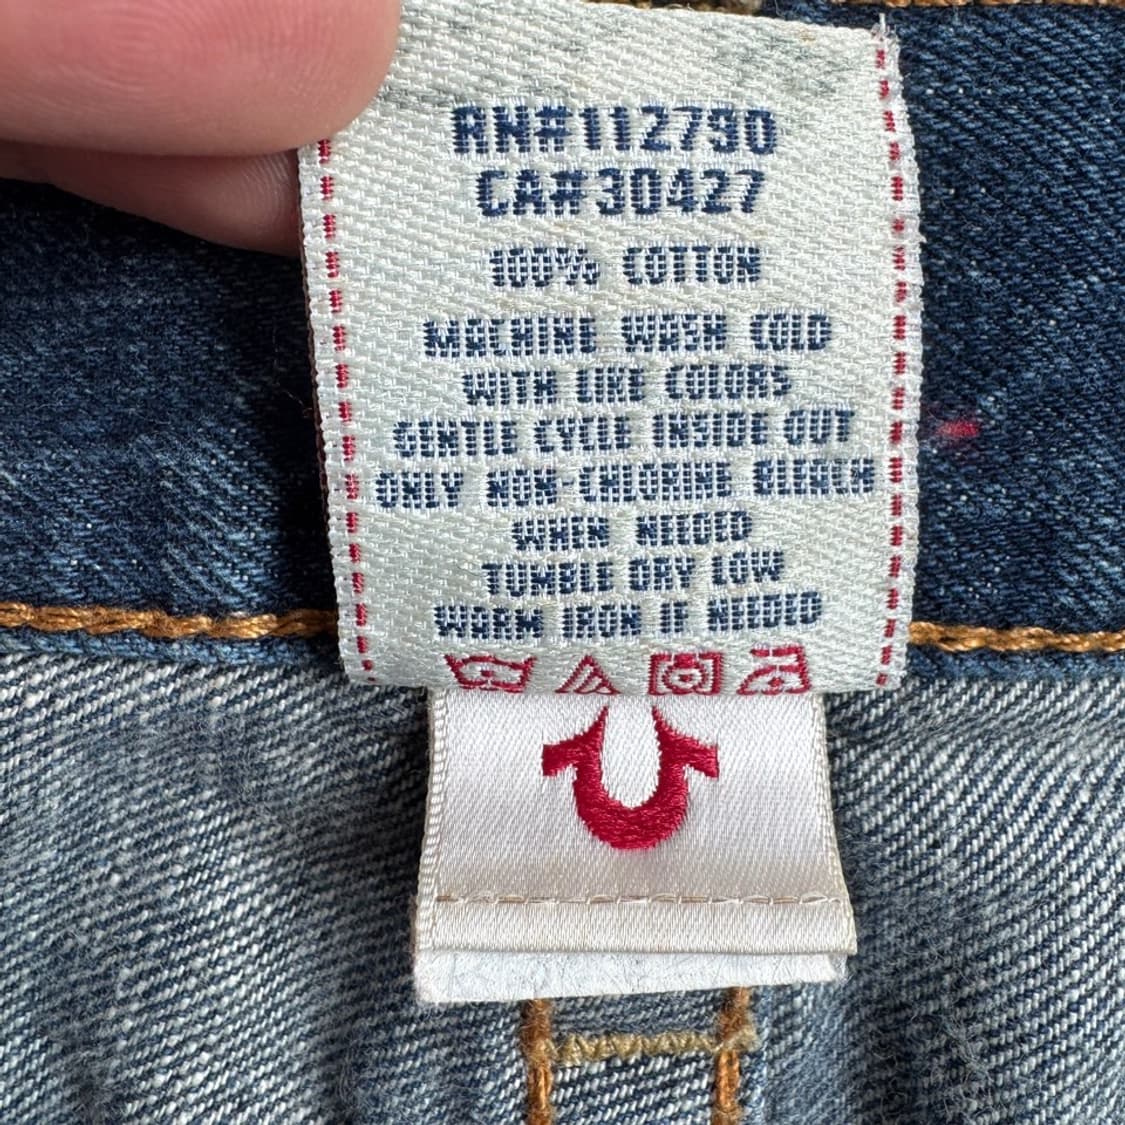 RN#112790
CA#30427
100% COTTON
MACHINE WASH COLD
WITH LIKE COLORS
GENTLE CYCLE INSIDE OUT
ONLY NON-CHLORINE BLEACH
WHEN NEEDED
TUMBLE DRY LOW
WARM IRON IF NEEDED